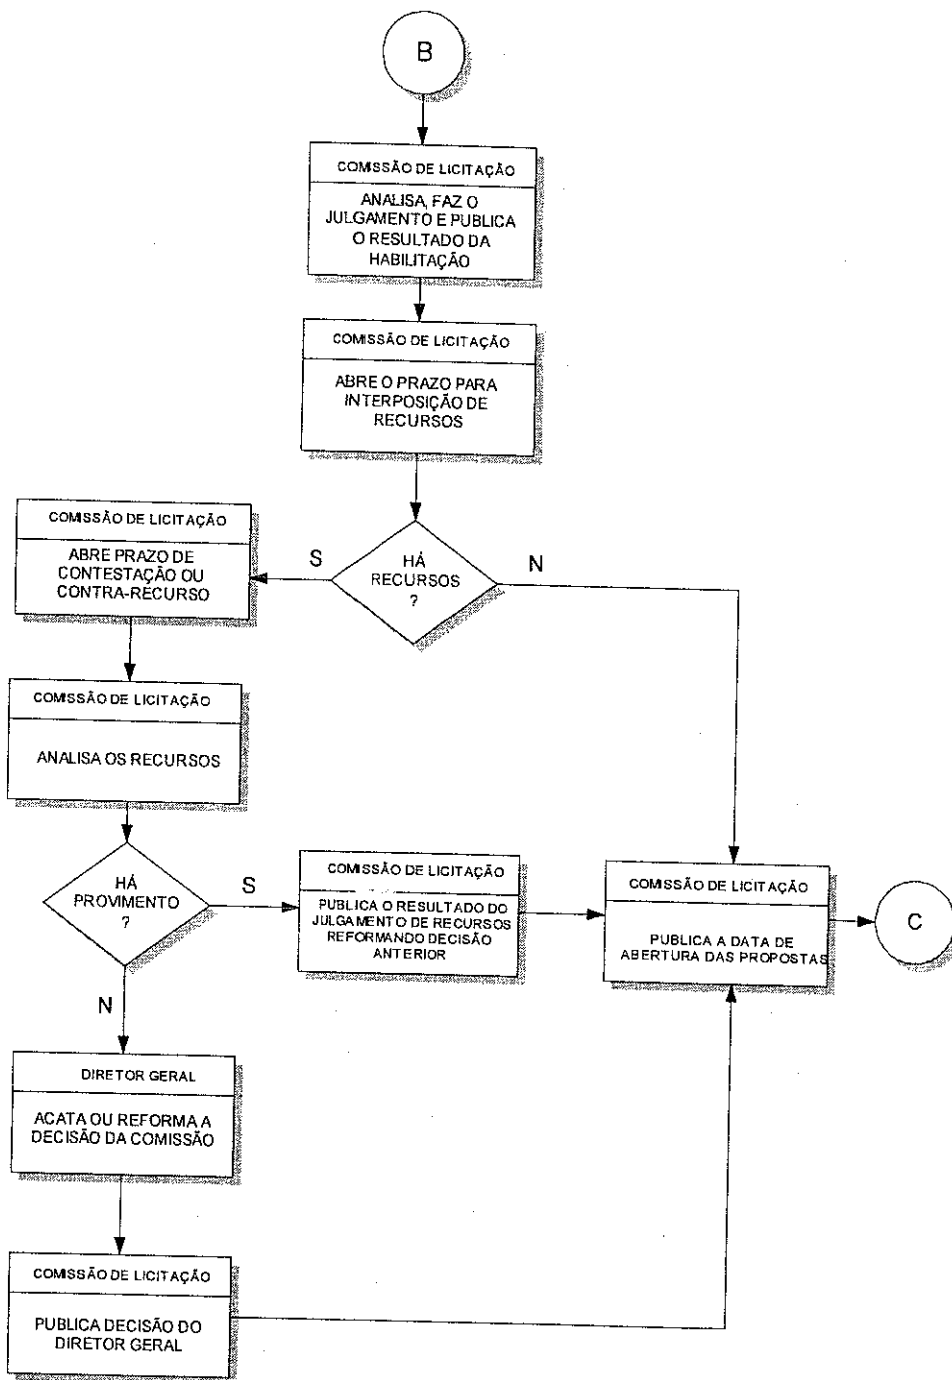 B
COMISSÃO DE LICITAÇÃO
ANALISA, FAZ O
JULGAMENTO E PUBLICA
O RESULTADO DA
HABILITAÇÃO
COMISSÃO DE LICITAÇÃO
ABRE O PRAZO PARA
INTERPOSIÇÃO DE
RECURSOS
HÁ
RECURSOS
?
S
N
COMISSÃO DE LICITAÇÃO
ABRE PRAZO DE
CONTESTAÇÃO OU
CONTRA-RECURSO
COMISSÃO DE LICITAÇÃO
ANALISA OS RECURSOS
HÁ
PROVIMENTO
?
S
N
COMISSÃO DE LICITAÇÃO
PUBLICA O RESULTADO DO
JULGAMENTO DE RECURSOS
REFORMANDO DECISÃO
ANTERIOR
COMISSÃO DE LICITAÇÃO
PUBLICA A DATA DE
ABERTURA DAS PROPOSTAS
C
DIRETOR GERAL
ACATA OU REFORMA A
DECISÃO DA COMISSÃO
COMISSÃO DE LICITAÇÃO
PUBLICA DECISÃO DO
DIRETOR GERAL